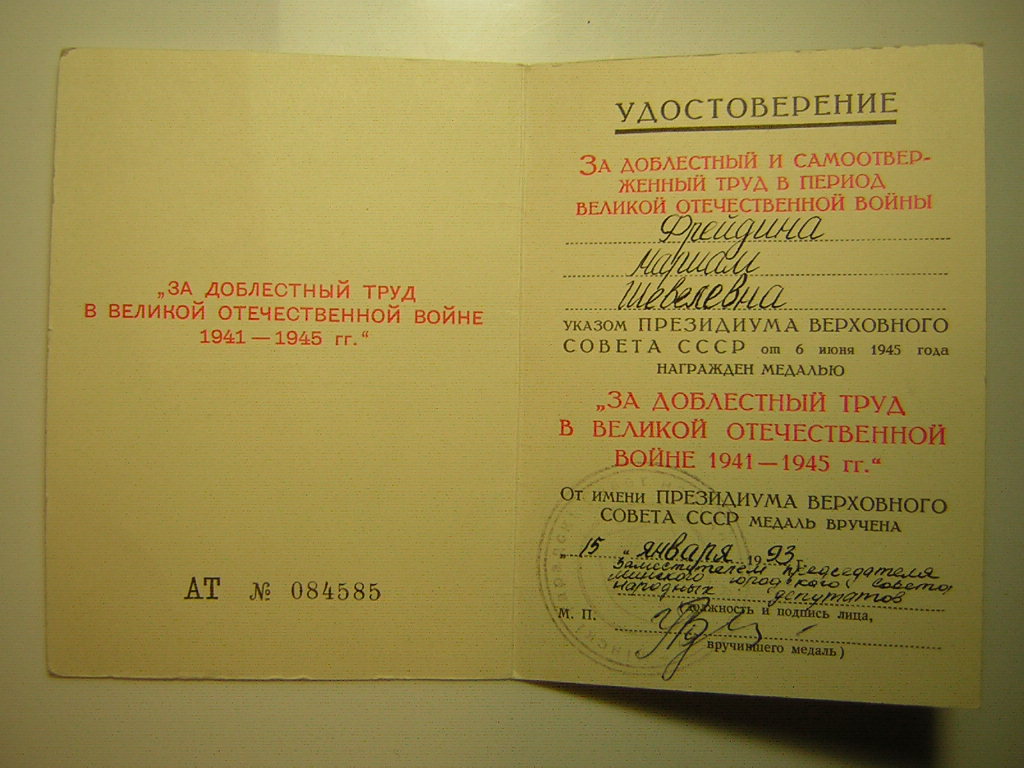 „ЗА ДОБЛЕСТНЫЙ ТРУД
В ВЕЛИКОЙ ОТЕЧЕСТВЕННОЙ ВОЙНЕ
1941 — 1945 гг.“
АТ № 084585
УДОСТОВЕРЕНИЕ
ЗА ДОБЛЕСТНЫЙ И САМООТВЕР-
ЖЕННЫЙ ТРУД В ПЕРИОД
ВЕЛИКОЙ ОТЕЧЕСТВЕННОЙ ВОЙНЫ
Фрейдина
Мариам
Шевелевна
УКАЗОМ ПРЕЗИДИУМА ВЕРХОВНОГО
СОВЕТА СССР от 6 июня 1945 года
НАГРАЖДЕН МЕДАЛЬЮ
„ЗА ДОБЛЕСТНЫЙ ТРУД
В ВЕЛИКОЙ ОТЕЧЕСТВЕННОЙ
ВОЙНЕ 1941 — 1945 гг.“
От имени ПРЕЗИДИУМА ВЕРХОВНОГО
СОВЕТА СССР МЕДАЛЬ ВРУЧЕНА
„ 15 “ января 19 93 г.
Заместителем председателя
Минского городского совета
народных депутатов
М. П. (должность и подпись лица,
вручившего медаль)